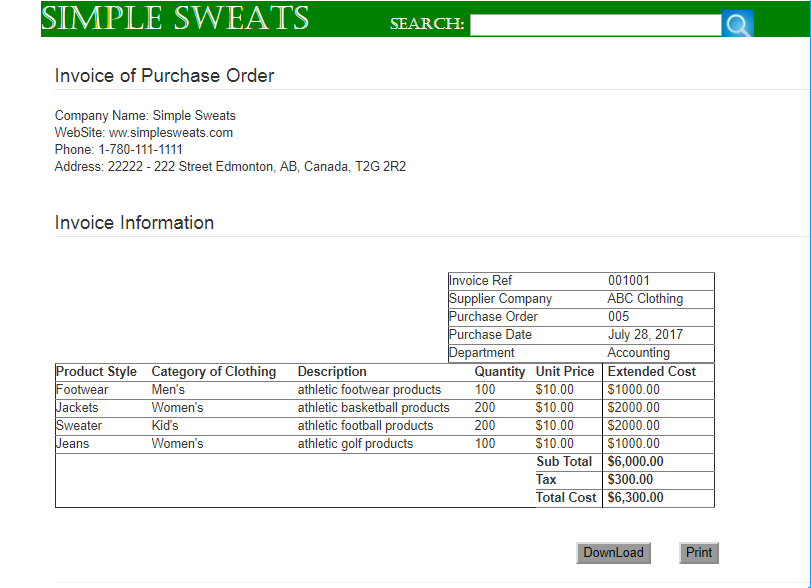 SIMPLE SWEATS SEARCH:
Invoice of Purchase Order
Company Name: Simple Sweats
WebSite: ww.simplesweats.com
Phone: 1-780-111-1111
Address: 22222 - 222 Street Edmonton, AB, Canada, T2G 2R2
Invoice Information
Invoice Ref 001001
Supplier Company ABC Clothing
Purchase Order 005
Purchase Date July 28, 2017
Department Accounting
Product Style Category of Clothing Description Quantity Unit Price Extended Cost
Footwear Men's athletic footwear products 100 $10.00 $1000.00
Jackets Women's athletic basketball products 200 $10.00 $2000.00
Sweater Kid's athletic football products 200 $10.00 $2000.00
Jeans Women's athletic golf products 100 $10.00 $1000.00
Sub Total $6,000.00
Tax $300.00
Total Cost $6,300.00
DownLoad Print